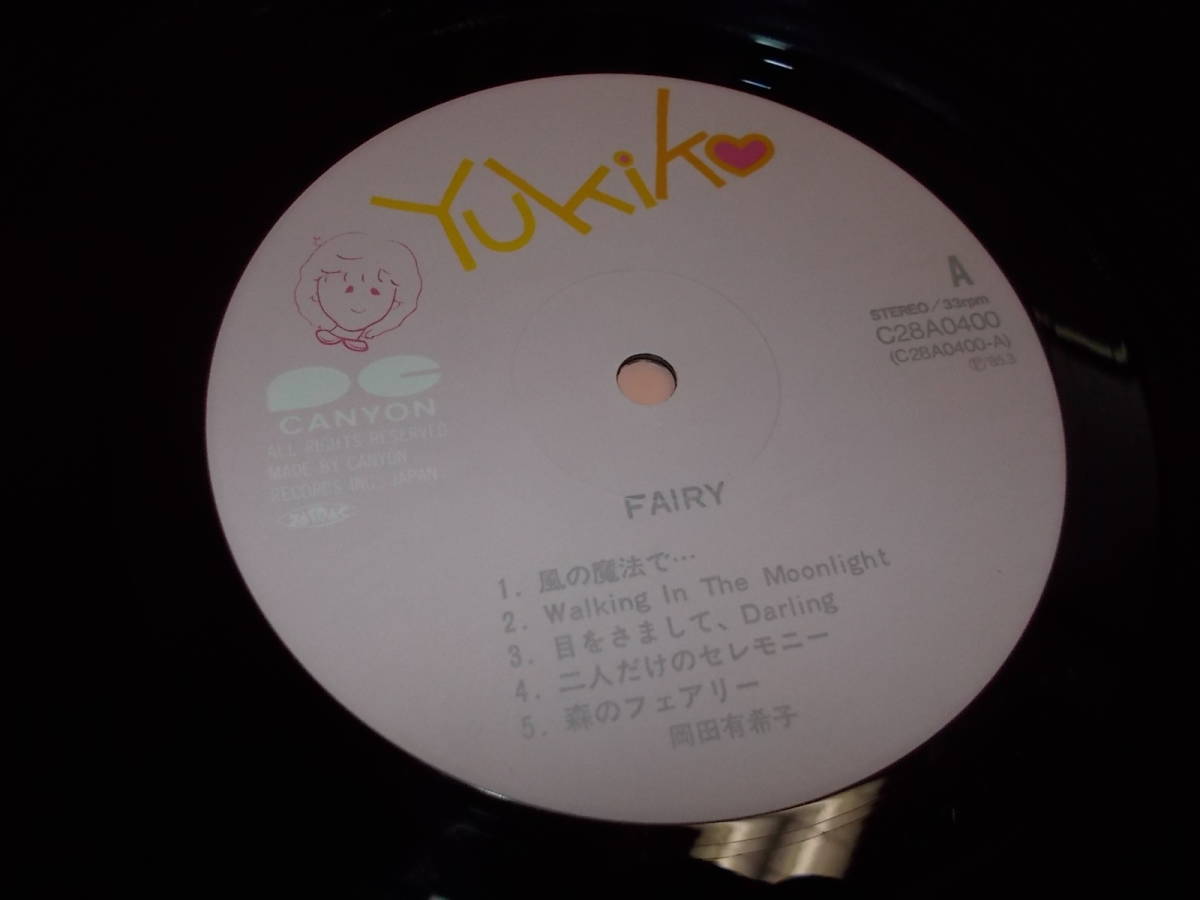 Yukiko
A
STEREO/33rpm
C28A0400
(C28A0400-A)
Ⓟ'85.3
CANYON
ALL RIGHTS RESERVED
MADE BY CANYON
RECORDS INC., JAPAN
FAIRY
1. 風の魔法で…
2. Walking In The Moonlight
3. 目をさまして、Darling
4. 二人だけのセレモニー
5. 森のフェアリー
岡田有希子